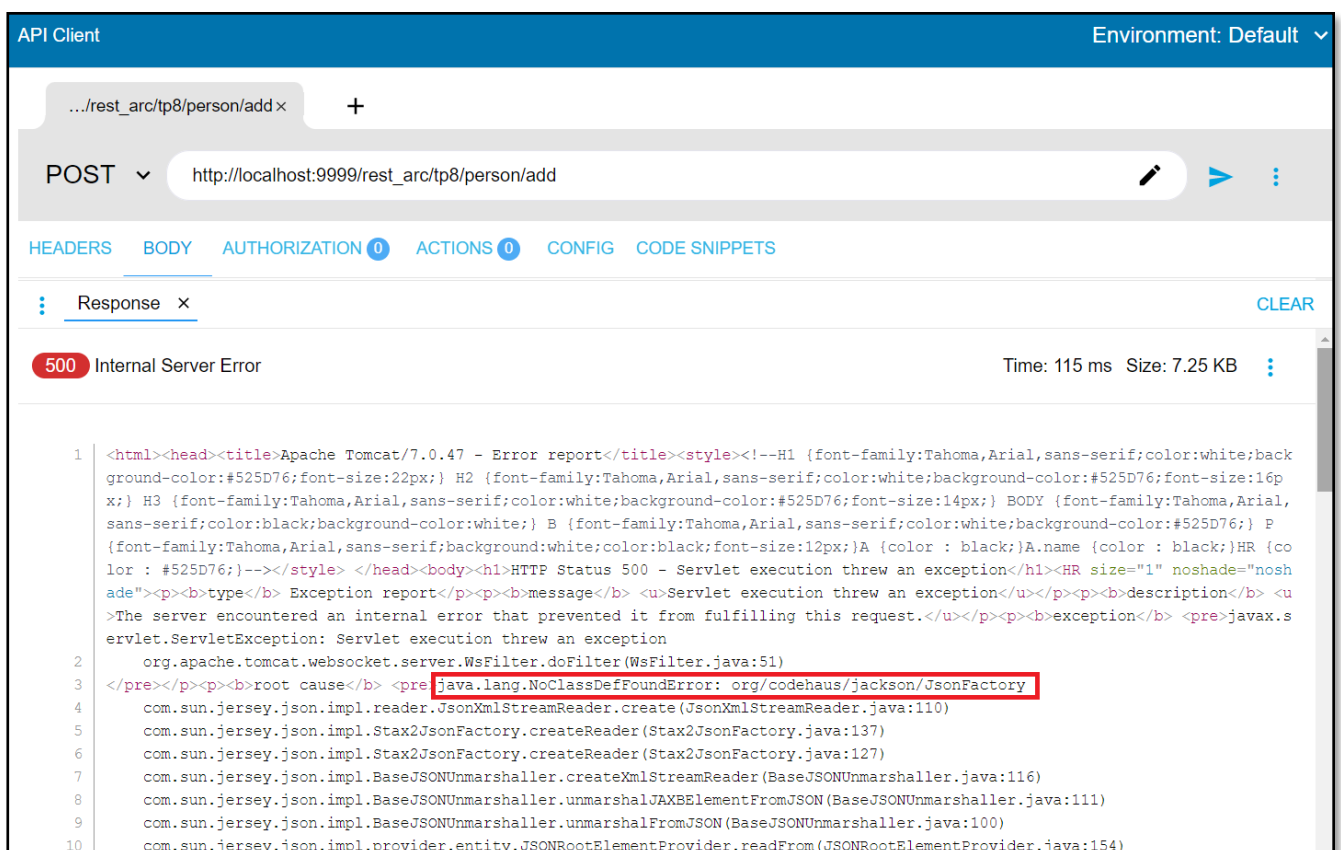 API Client
Environment: Default
…/rest_arc/tp8/person/add ×
+
POST
http://localhost:9999/rest_arc/tp8/person/add
HEADERS BODY AUTHORIZATION 0 ACTIONS 0 CONFIG CODE SNIPPETS
Response ×
CLEAR
500 Internal Server Error
Time: 115 ms Size: 7.25 KB
1 <html><head><title>Apache Tomcat/7.0.47 - Error report</title><style><!--H1 {font-family:Tahoma,Arial,sans-serif;color:white;back
ground-color:#525D76;font-size:22px;} H2 {font-family:Tahoma,Arial,sans-serif;color:white;background-color:#525D76;font-size:16p
x;} H3 {font-family:Tahoma,Arial,sans-serif;color:white;background-color:#525D76;font-size:14px;} BODY {font-family:Tahoma,Arial,
sans-serif;color:black;background-color:white;} B {font-family:Tahoma,Arial,sans-serif;color:white;background-color:#525D76;} P
{font-family:Tahoma,Arial,sans-serif;background:white;color:black;font-size:12px;}A {color : black;}A.name {color : black;}HR {co
lor : #525D76;}--></style> </head><body><h1>HTTP Status 500 - Servlet execution threw an exception</h1><HR size="1" noshade="nosh
ade"><p><b>type</b> Exception report</p><p><b>message</b> <u>Servlet execution threw an exception</u></p><p><b>description</b> <u
>The server encountered an internal error that prevented it from fulfilling this request.</u></p><p><b>exception</b> <pre>javax.s
ervlet.ServletException: Servlet execution threw an exception
2 org.apache.tomcat.websocket.server.WsFilter.doFilter(WsFilter.java:51)
3 </pre></p><p><b>root cause</b> <pre>java.lang.NoClassDefFoundError: org/codehaus/jackson/JsonFactory
4 com.sun.jersey.json.impl.reader.JsonXmlStreamReader.create(JsonXmlStreamReader.java:110)
5 com.sun.jersey.json.impl.Stax2JsonFactory.createReader(Stax2JsonFactory.java:137)
6 com.sun.jersey.json.impl.Stax2JsonFactory.createReader(Stax2JsonFactory.java:127)
7 com.sun.jersey.json.impl.BaseJSONUnmarshaller.createXmlStreamReader(BaseJSONUnmarshaller.java:116)
8 com.sun.jersey.json.impl.BaseJSONUnmarshaller.unmarshalJAXBElementFromJSON(BaseJSONUnmarshaller.java:111)
9 com.sun.jersey.json.impl.BaseJSONUnmarshaller.unmarshalFromJSON(BaseJSONUnmarshaller.java:100)
10 com.sun.jersey.json.impl.provider.entity.JSONRootElementProvider.readFrom(JSONRootElementProvider.java:154)